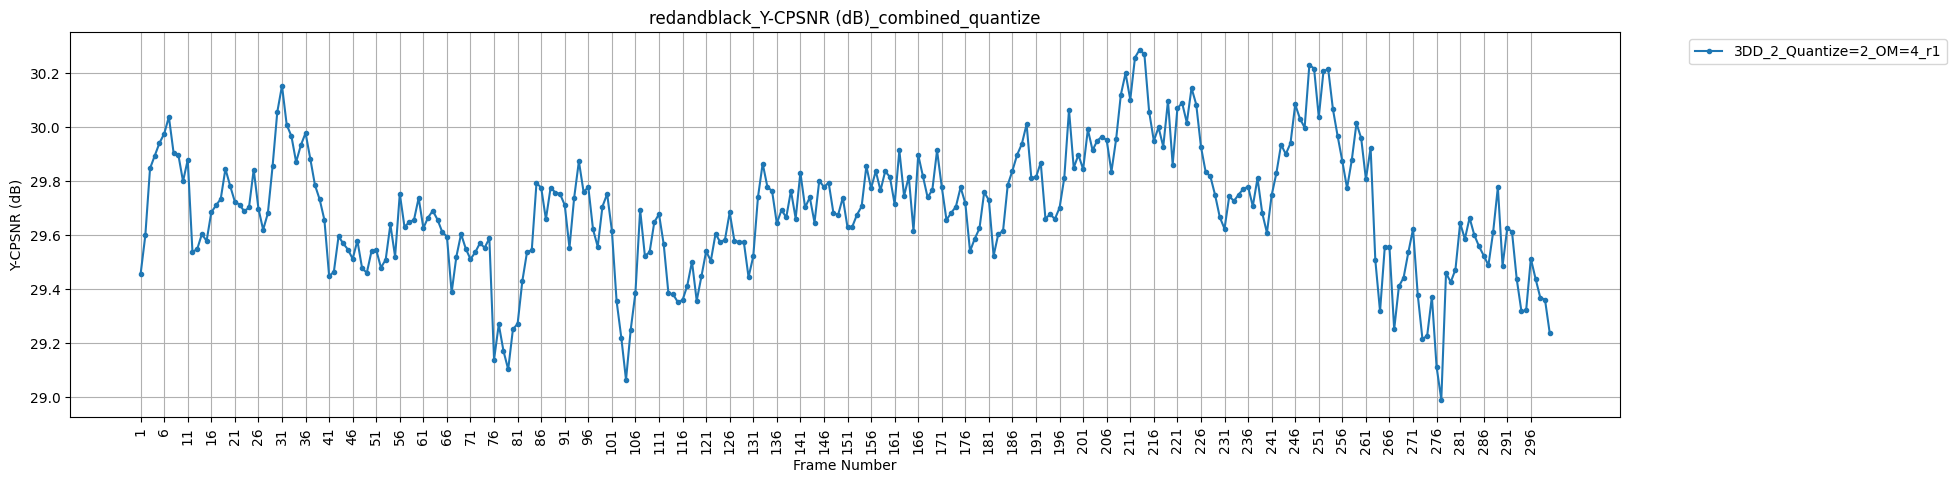 redandblack_Y-CPSNR (dB)_combined_quantize
3DD_2_Quantize=2_OM=4_r1
Y-CPSNR (dB)
30.2
30.0
29.8
29.6
29.4
29.2
29.0
1 6 11 16 21 26 31 36 41 46 51 56 61 66 71 76 81 86 91 96 101 106 111 116 121 126 131 136 141 146 151 156 161 166 171 176 181 186 191 196 201 206 211 216 221 226 231 236 241 246 251 256 261 266 271 276 281 286 291 296
Frame Number